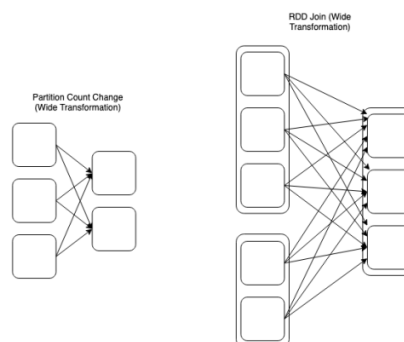 RDD Join (Wide
Transformation)
Partition Count Change
(Wide Transformation)